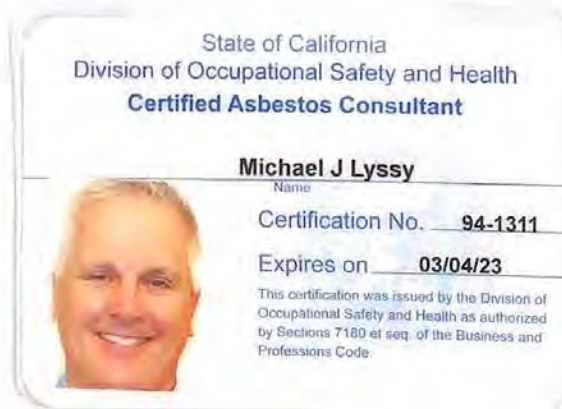 State of California
Division of Occupational Safety and Health
Certified Asbestos Consultant
Michael J Lyssy
Name
Certification No. 94-1311
Expires on 03/04/23
This certification was issued by the Division of
Occupational Safety and Health as authorized
by Sections 7180 et seq. of the Business and
Professions Code